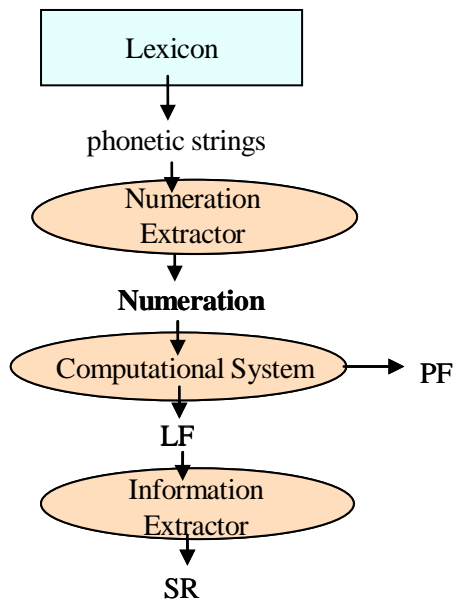 Lexicon
phonetic strings
Numeration
Extractor
Numeration
Computational System
PF
LF
Information
Extractor
SR